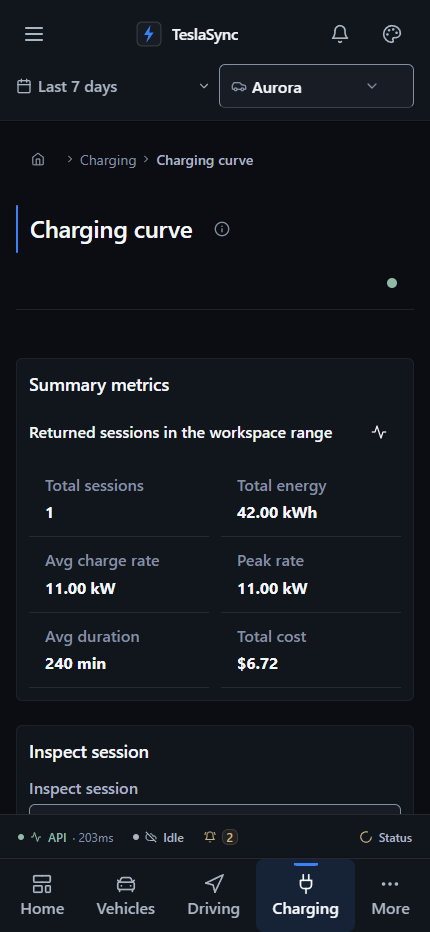 TeslaSync
Last 7 days
Aurora
Charging
Charging curve
Charging curve
Summary metrics
Returned sessions in the workspace range
Total sessions
Total energy
1
42.00 kWh
Avg charge rate
Peak rate
11.00 kW
11.00 kW
Avg duration
Total cost
240 min
$6.72
Inspect session
Inspect session
API · 203ms
Idle
2
Status
Home
Vehicles
Driving
Charging
More